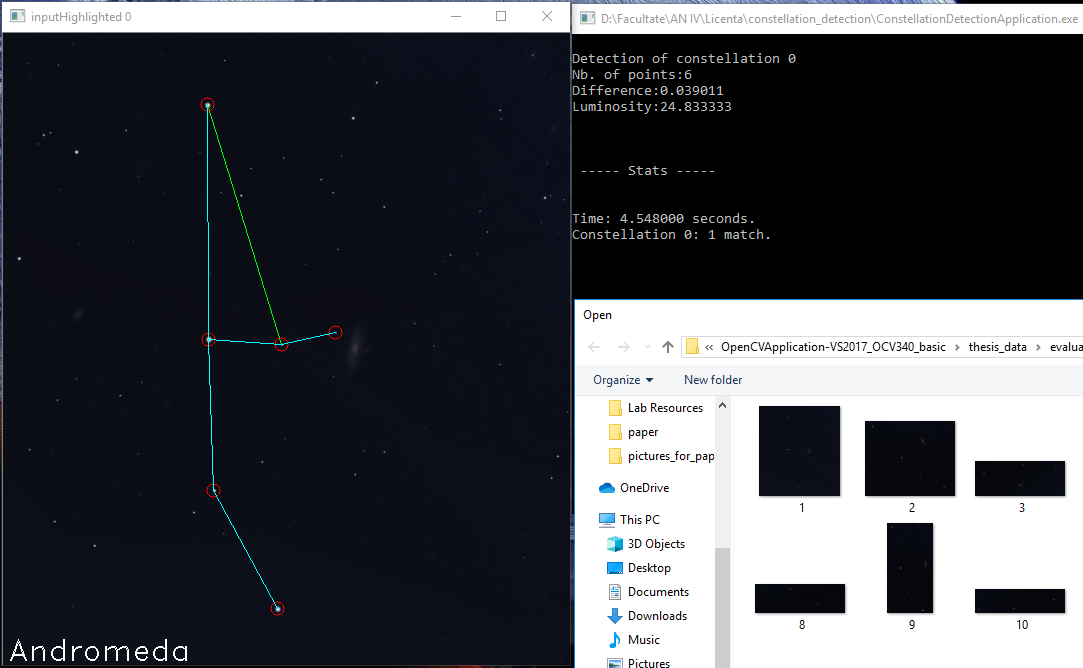 inputHighlighted 0
Andromeda
D:\Facultate\AN IV\Licenta\constellation_detection\ConstellationDetectionApplication.exe
Detection of constellation 0
Nb. of points:6
Difference:0.039011
Luminosity:24.833333
----- Stats -----
Time: 4.548000 seconds.
Constellation 0: 1 match.
Open
« OpenCVApplication-VS2017_OCV340_basic > thesis_data > evalua
Organize New folder
Lab Resources
paper
pictures_for_pap
OneDrive
This PC
3D Objects
Desktop
Documents
Downloads
Music
Pictures
1 2 3
8 9 10